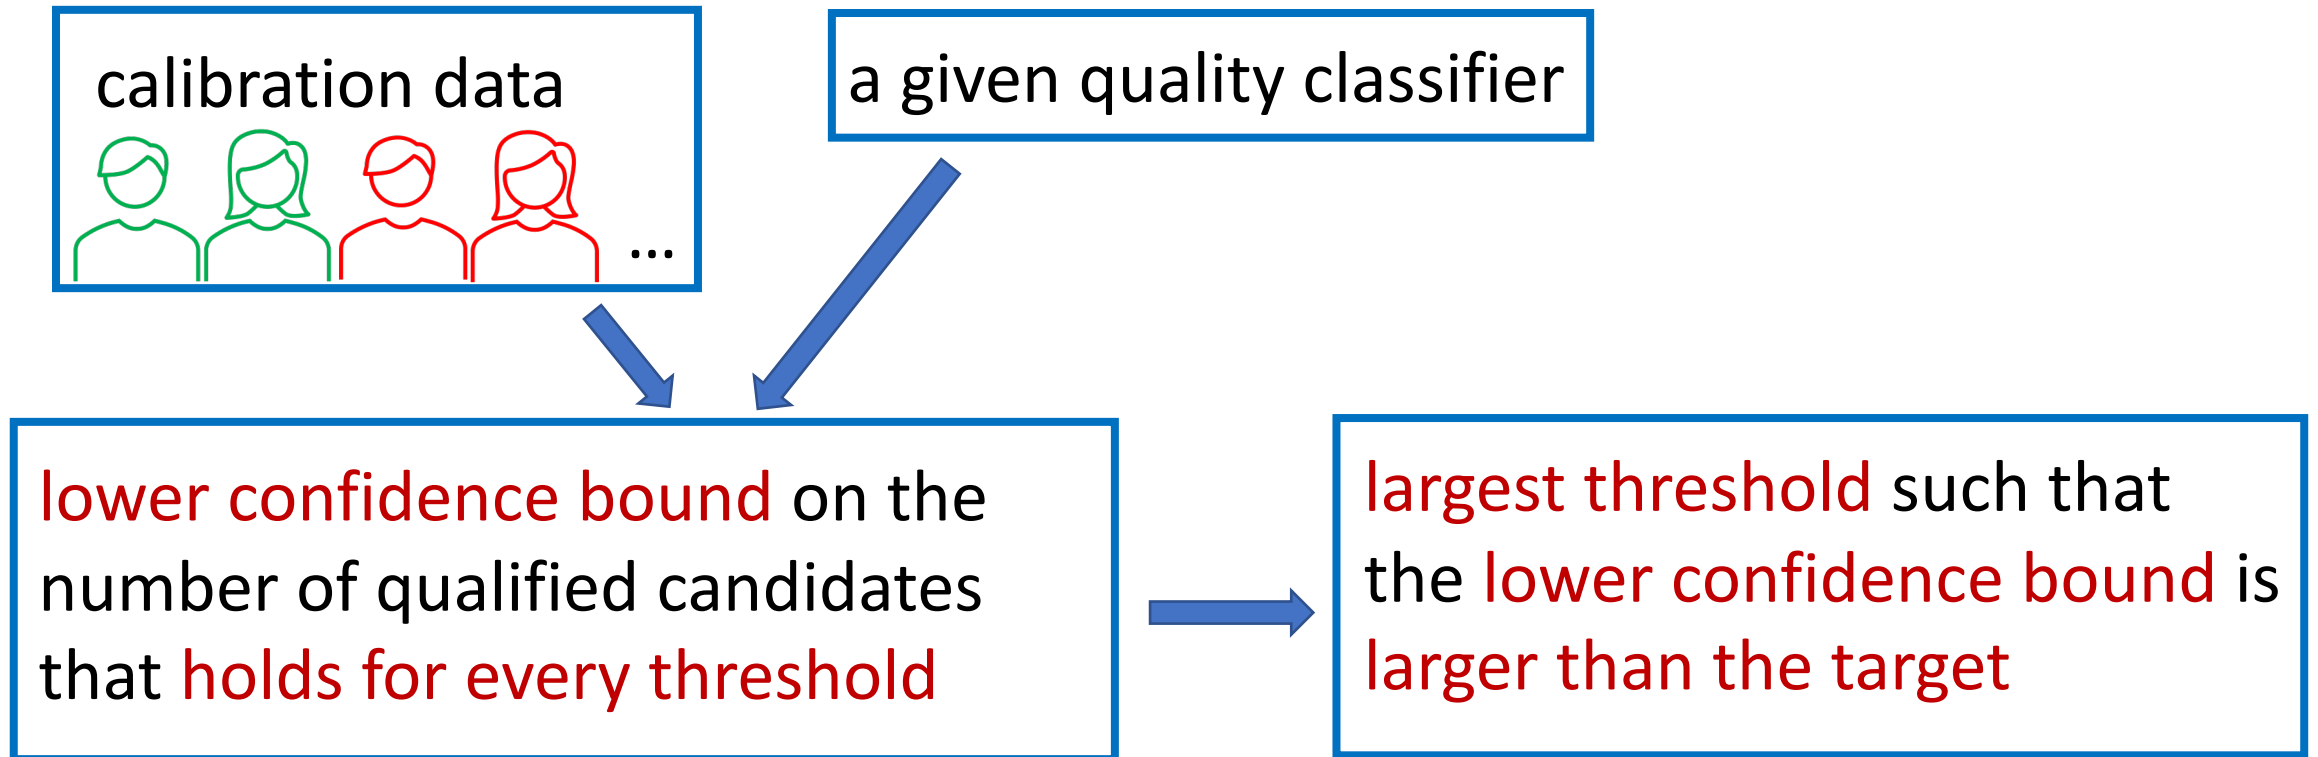 calibration data
...
a given quality classifier
lower confidence bound on the
number of qualified candidates
that holds for every threshold
largest threshold such that
the lower confidence bound is
larger than the target